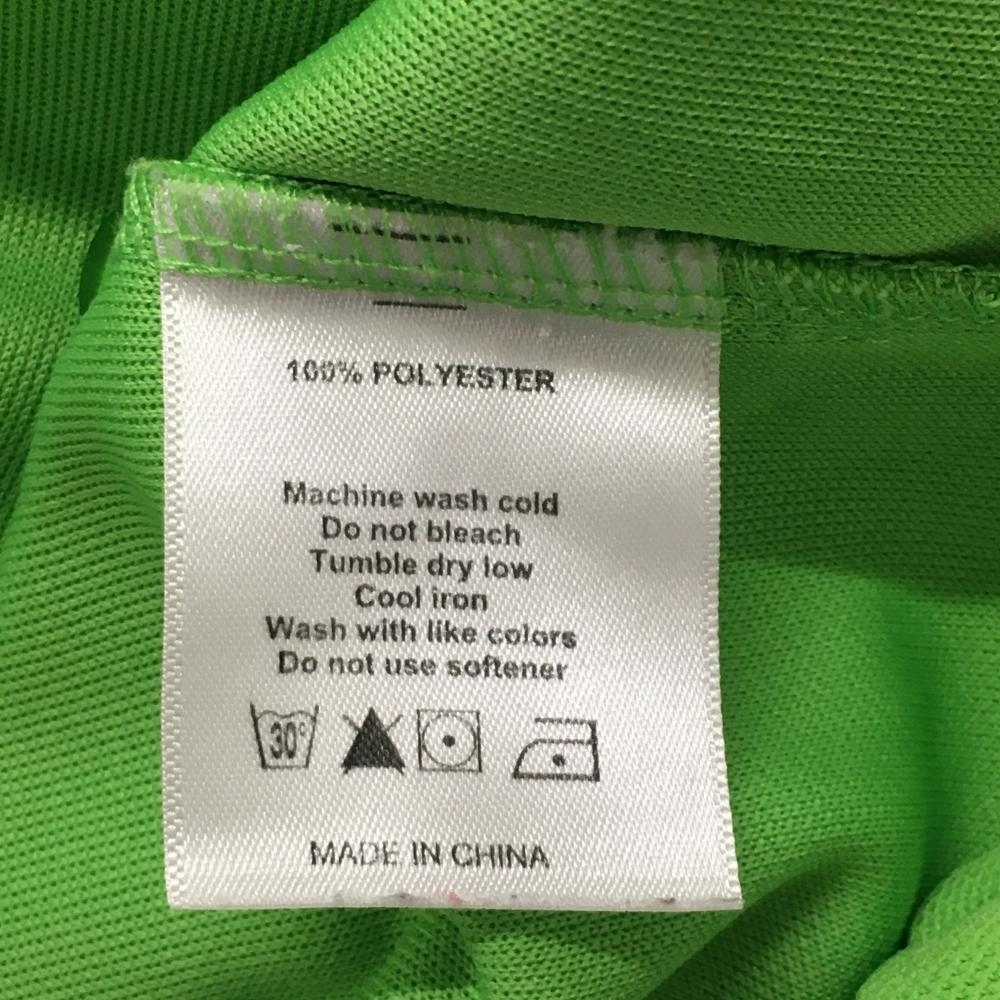 100% POLYESTER
Machine wash cold
Do not bleach
Tumble dry low
Cool iron
Wash with like colors
Do not use softener
30°
MADE IN CHINA